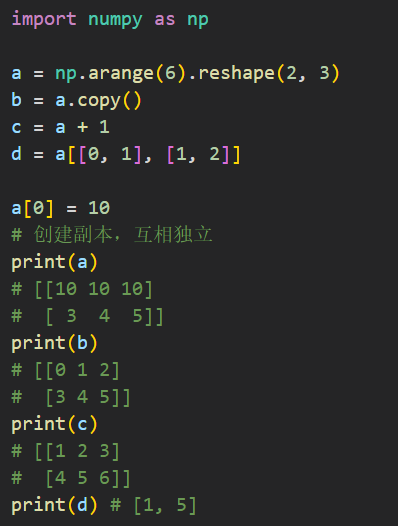 import numpy as np
a = np.arange(6).reshape(2, 3)
b = a.copy()
c = a + 1
d = a[[0, 1], [1, 2]]
a[0] = 10
# 创建副本，互相独立
print(a)
# [[10 10 10]
#  [ 3  4  5]]
print(b)
# [[0 1 2]
#  [3 4 5]]
print(c)
# [[1 2 3]
#  [4 5 6]]
print(d) # [1, 5]